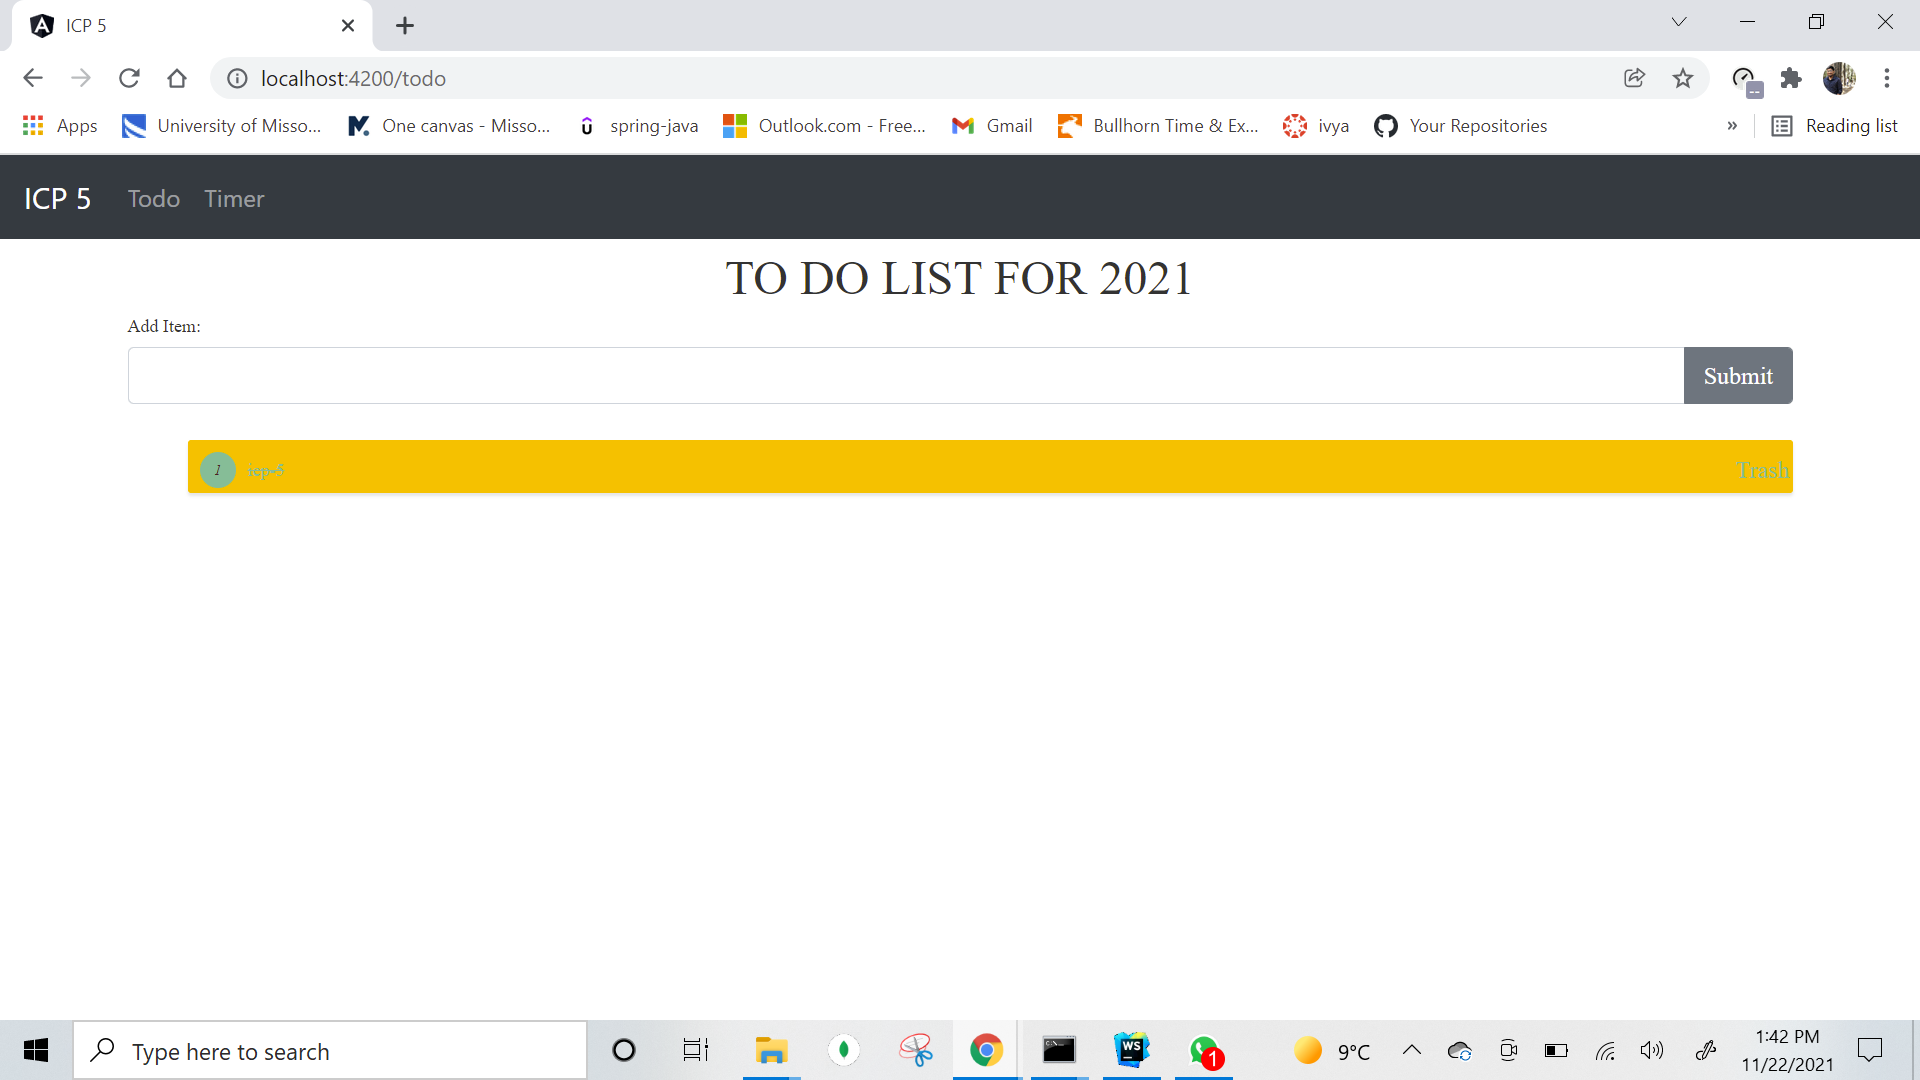 ICP 5
localhost:4200/todo
Apps University of Misso... One canvas - Misso... spring-java Outlook.com - Free... Gmail Bullhorn Time & Ex... ivya Your Repositories » Reading list
ICP 5 Todo Timer
TO DO LIST FOR 2021
Add Item:
Submit
1 icp-5 Trash
Type here to search
WS
1
9°C
1:42 PM
11/22/2021